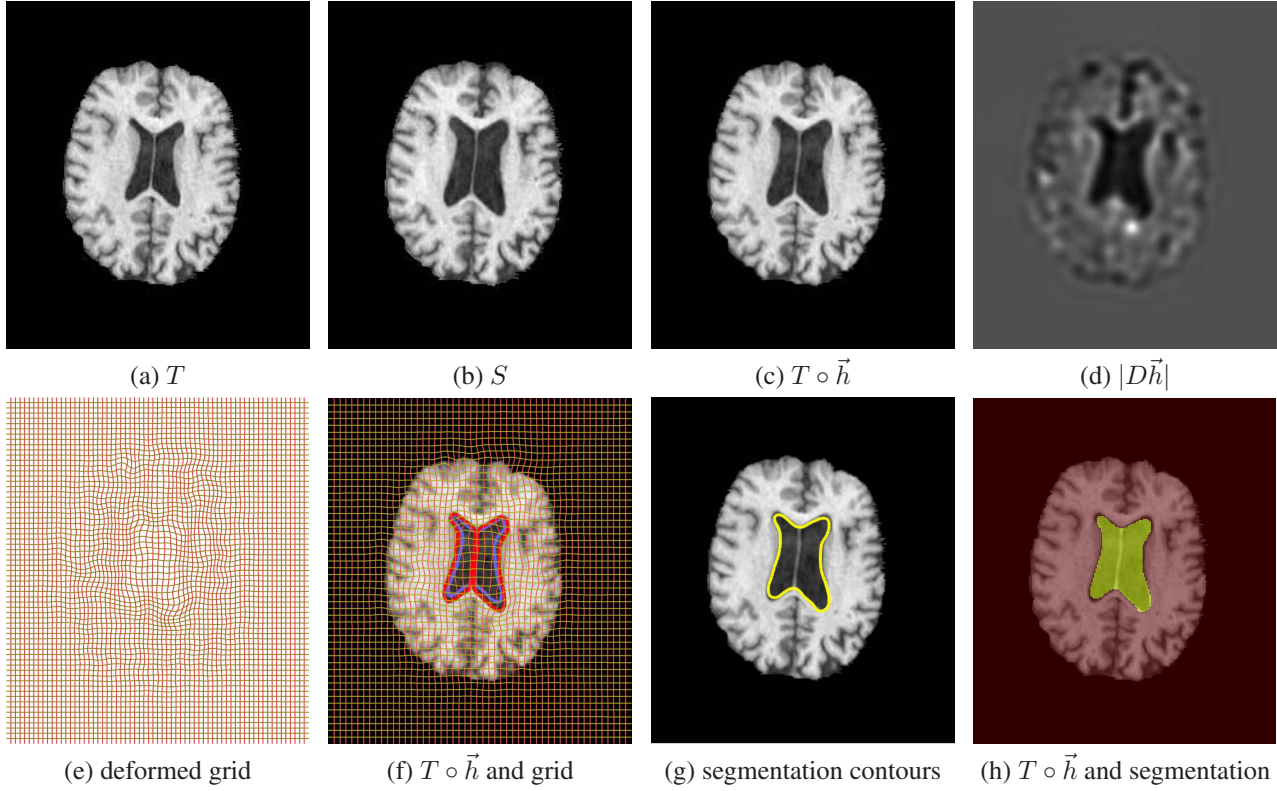 (a) T
(b) S
(c) T ∘ h⃗
(d) |Dh⃗|
(e) deformed grid
(f) T ∘ h⃗ and grid
(g) segmentation contours
(h) T ∘ h⃗ and segmentation